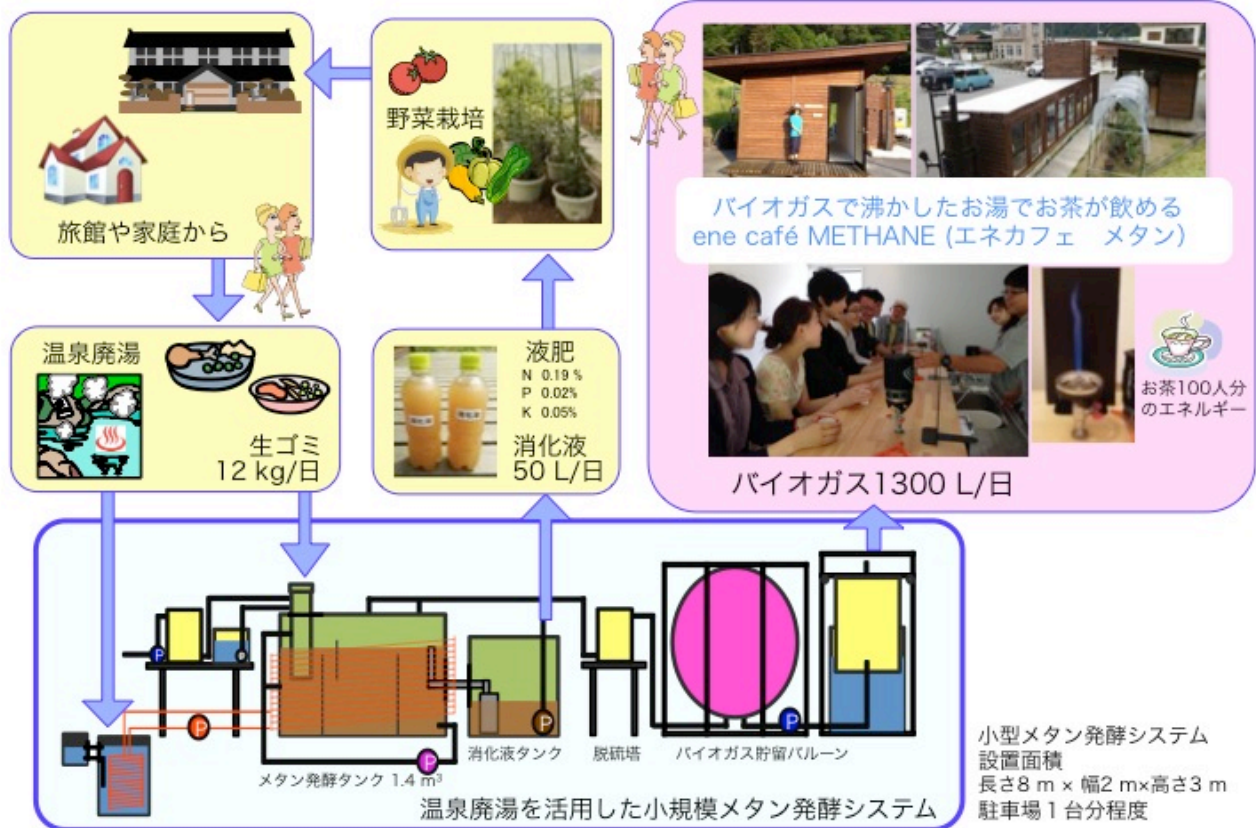 旅館や家庭から
野菜栽培
バイオガスで沸かしたお湯でお茶が飲める
ene café METHANE (エネカフェ　メタン）
温泉廃湯
生ゴミ
12 kg/日
液肥
N 0.19 %
P 0.02%
K 0.05%
消化液
50 L/日
お茶100人分
のエネルギー
バイオガス1300 L/日
P
P
P
P
P
メタン発酵タンク 1.4 m³
消化液タンク
脱硫塔
バイオガス貯留バルーン
温泉廃湯を活用した小規模メタン発酵システム
小型メタン発酵システム
設置面積
長さ8 m × 幅2 m×高さ3 m
駐車場１台分程度